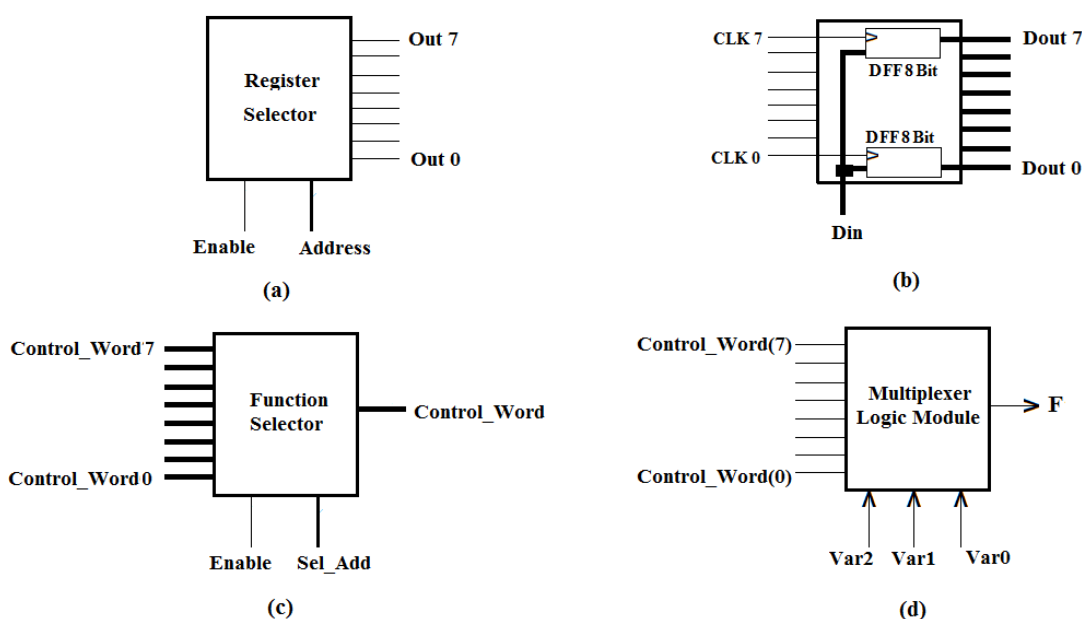 Register
Selector
Out 7
Out 0
Enable
Address
(a)
CLK 7
CLK 0
DFF 8 Bit
DFF 8 Bit
Dout 7
Dout 0
Din
(b)
Control_Word 7
Control_Word 0
Function
Selector
Control_Word
Enable
Sel_Add
(c)
Control_Word(7)
Control_Word(0)
Multiplexer
Logic Module
F
Var2
Var1
Var0
(d)